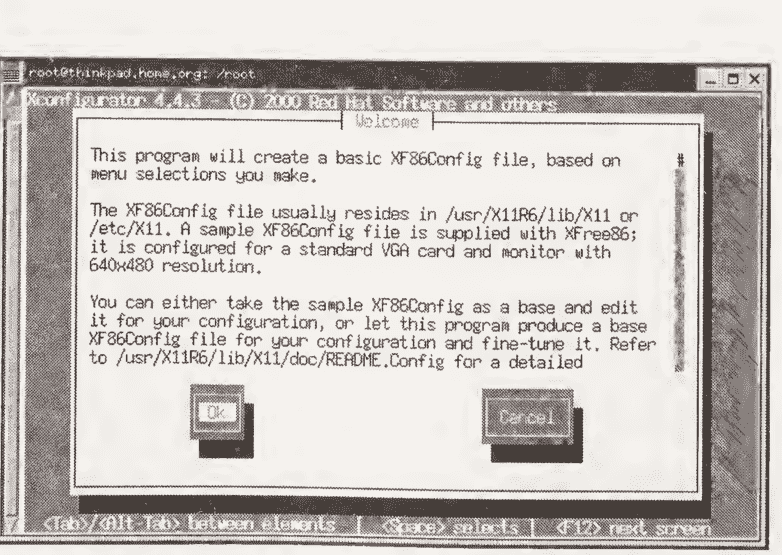 root@thinkpad.home.org: /root
Xconfigurator 4.4.3 - (C) 2000 Red Hat Software and others
Welcome
This program will create a basic XF86Config file, based on
menu selections you make.
The XF86Config file usually resides in /usr/X11R6/lib/X11 or
/etc/X11. A sample XF86Config file is supplied with XFree86;
it is configured for a standard VGA card and monitor with
640x480 resolution.
You can either take the sample XF86Config as a base and edit
it for your configuration, or let this program produce a base
XF86Config file for your configuration and fine-tune it. Refer
to /usr/X11R6/lib/X11/doc/README.Config for a detailed
Ok
Cancel
<Tab>/<Alt Tab> between elements | <Space> selects | <F12> next screen